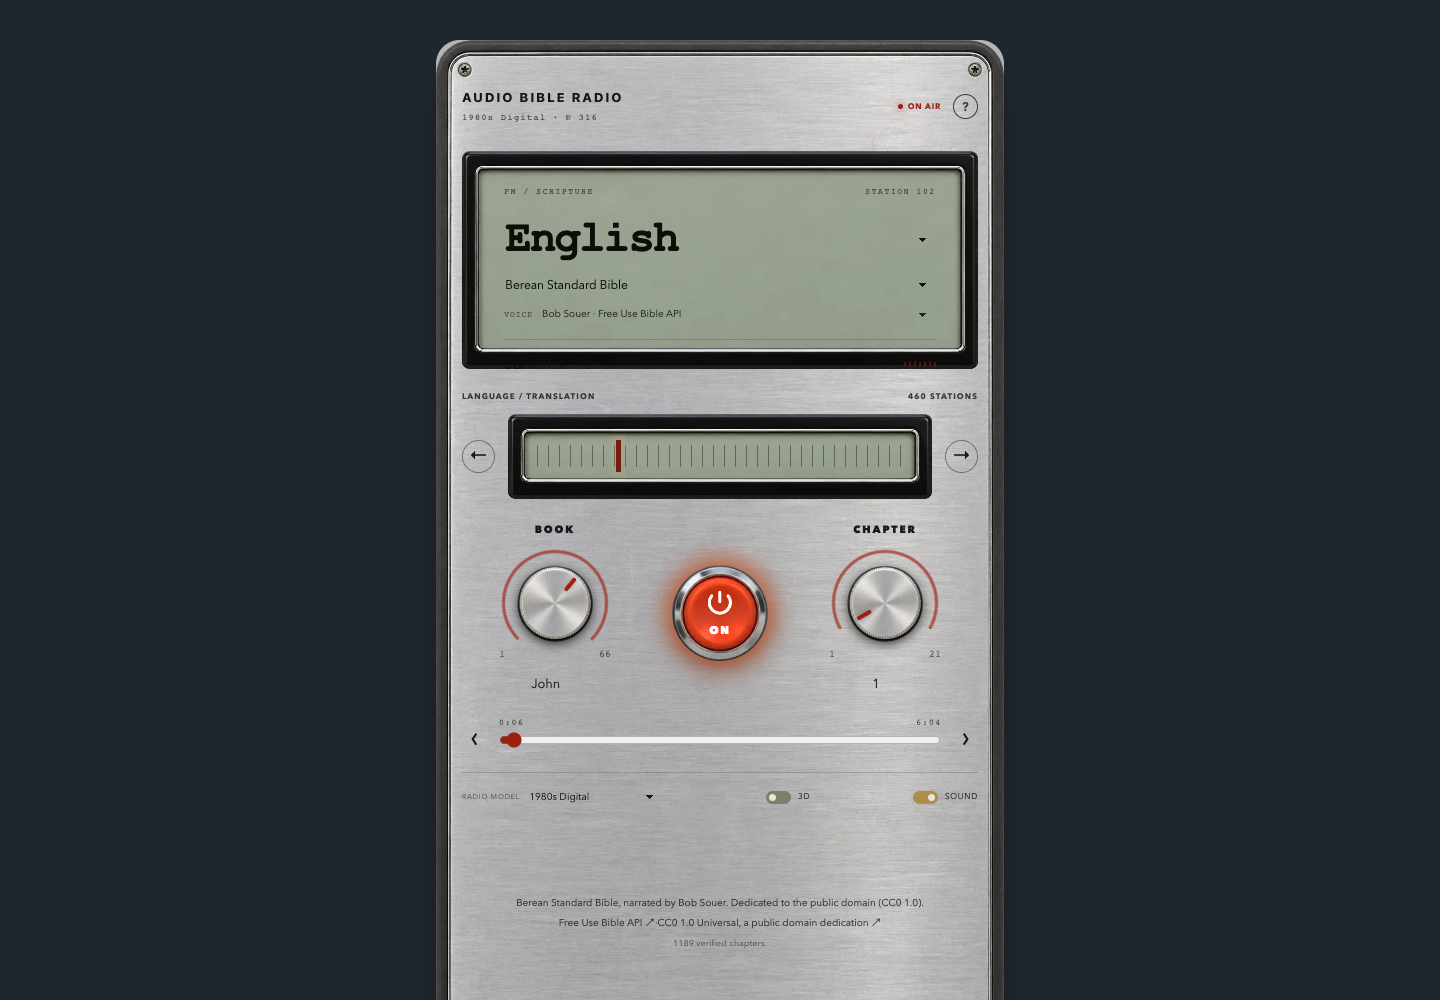 AUDIO BIBLE RADIO
1980s Digital · № 316
ON AIR
?
FM / SCRIPTURE
STATION 102
English
Berean Standard Bible
VOICE Bob Souer · Free Use Bible API
LANGUAGE / TRANSLATION
460 STATIONS
BOOK
CHAPTER
ON
1 66
1 21
John
1
0:06
6:04
RADIO MODEL 1980s Digital
3D
SOUND
Berean Standard Bible, narrated by Bob Souer. Dedicated to the public domain (CC0 1.0).
Free Use Bible API ↗·CC0 1.0 Universal, a public domain dedication ↗
1189 verified chapters.